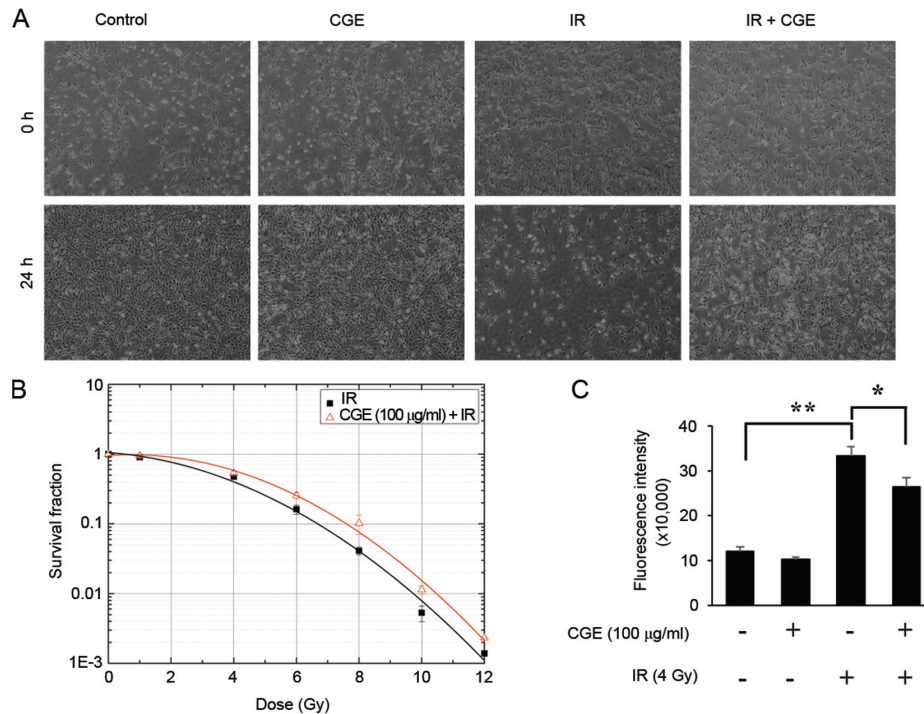 A
Control CGE IR IR + CGE
0 h
24 h
B
IR
CGE (100 μg/ml) + IR
Survival fraction
10
1
0.1
0.01
1E-3
0 2 4 6 8 10 12
Dose (Gy)
C
** *
Fluorescence intensity
(x10,000)
40
30
20
10
0
CGE (100 μg/ml) - + - +
IR (4 Gy) - - + +